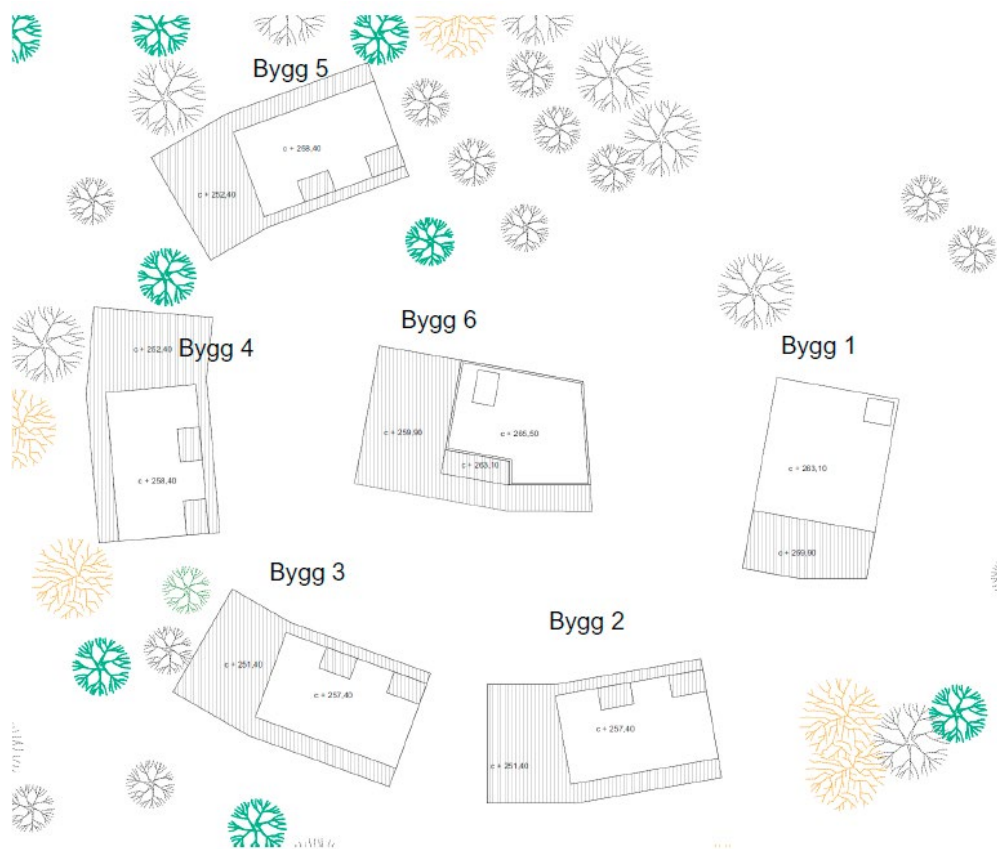 Bygg 5
c + 258,40
c + 252,40
Bygg 6
Bygg 4
c + 252,40
Bygg 1
c + 259,90
c + 265,50
c + 263,10
c + 263,10
c + 258,40
c + 259,90
Bygg 3
Bygg 2
c + 251,40
c + 257,40
c + 257,40
c + 251,40